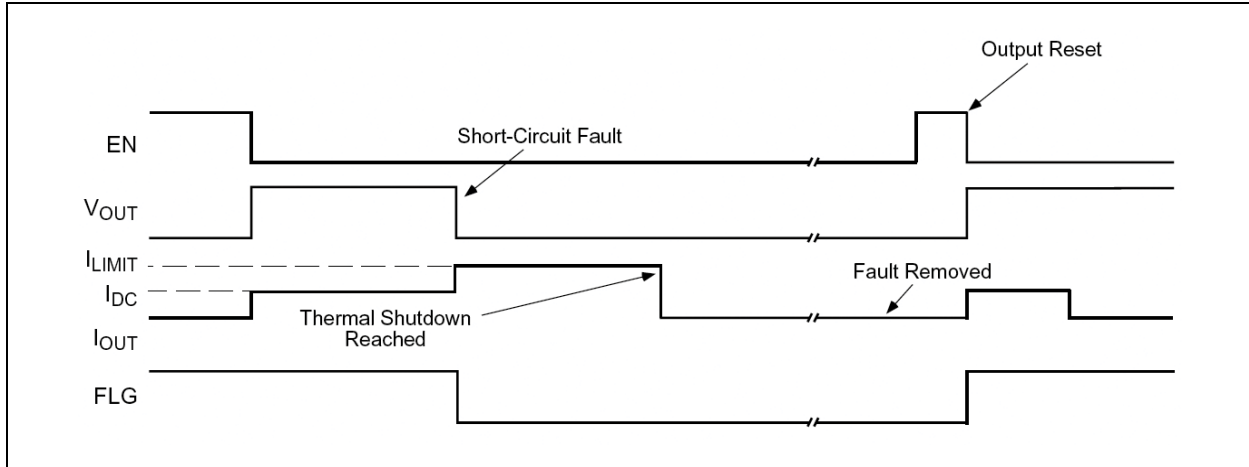 Output Reset
EN
Short-Circuit Fault
VOUT
ILIMIT
Fault Removed
IDC
Thermal Shutdown
Reached
IOUT
FLG